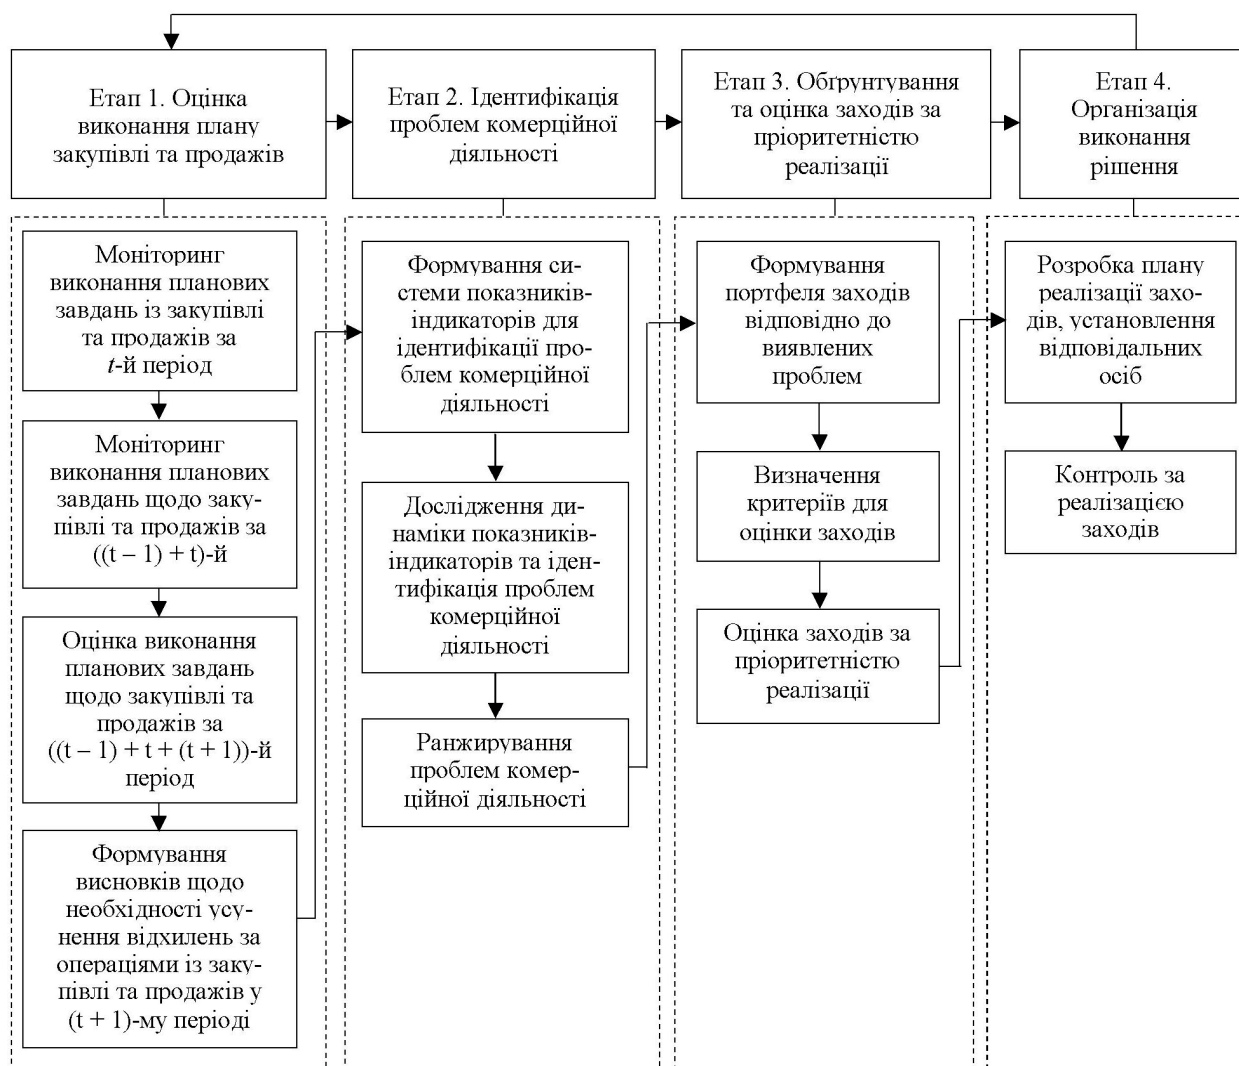 Етап 1. Оцінка
виконання плану
закупівлі та продажів
Етап 2. Ідентифікація
проблем комерційної
діяльності
Етап 3. Обґрунтування
та оцінка заходів за
пріоритетністю
реалізації
Етап 4.
Організація
виконання
рішення
Моніторинг
виконання планових
завдань із закупівлі
та продажів за
t-й період
Моніторинг
виконання планових
завдань щодо заку-
півлі та продажів за
((t – 1) + t)-й
Оцінка виконання
планових завдань
щодо закупівлі та
продажів за
((t – 1) + t + (t + 1))-й
період
Формування
висновків щодо
необхідності усу-
нення відхилень за
операціями із заку-
півлі та продажів у
(t + 1)-му періоді
Формування си-
стеми показників-
індикаторів для
ідентифікації про-
блем комерційної
діяльності
Дослідження ди-
наміки показників-
індикаторів та іден-
тифікація проблем
комерційної
діяльності
Ранжирування
проблем комер-
ційної діяльності
Формування
портфеля заходів
відповідно до
виявлених
проблем
Визначення
критеріїв для
оцінки заходів
Оцінка заходів за
пріоритетністю
реалізації
Розробка плану
реалізації захо-
дів, установлення
відповідальних
осіб
Контроль за
реалізацією
заходів